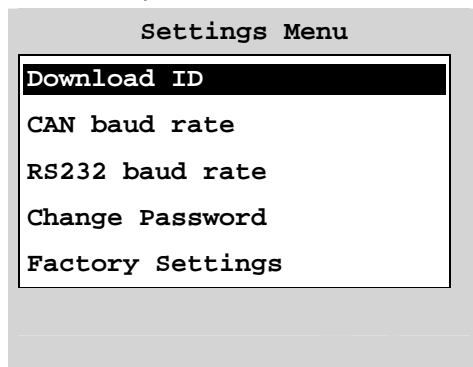 Settings Menu
Download ID
CAN baud rate
RS232 baud rate
Change Password
Factory Settings